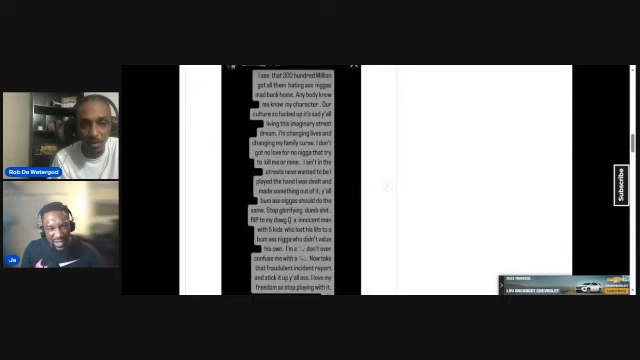 I see that 300 hundred Million
got all them hating ass niggas
mad back home. Any body know
me know my character. Our
culture so fucked up it's sad y'all
living this imaginary street
dream. I'm changing lives and
changing my family curse. I don't
got no love for no nigga that try
to kill me or mine. I ain't in the
streets neve wanted to be I
played the hand I was dealt and
made something out of it, y'all
bum ass niggas should do the
same. Stop glorifying dumb shit.
RIP to my dawg Q a innocent man
with 5 kids who lost his life to a
bum ass nigga who didn't value
his own. I'm a don't ever
confuse me with a Now take
that fraudulent incident report
and stick it up y'all ass. I love my
freedom so stop playing with it.
Rob Da Watergod
Ja
Subscribe
LOU BACHRODT CHEVROLET